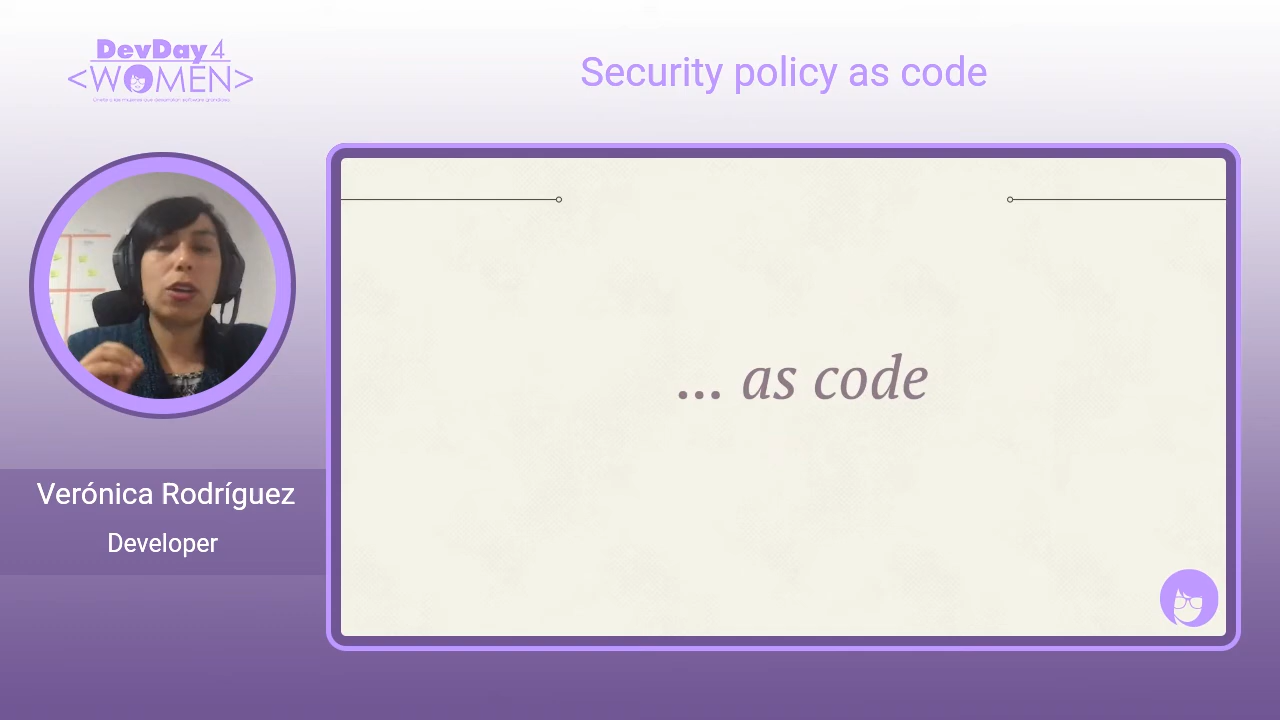 DevDay4
<WOMEN>
Security policy as code
... as code
Verónica Rodríguez
Developer